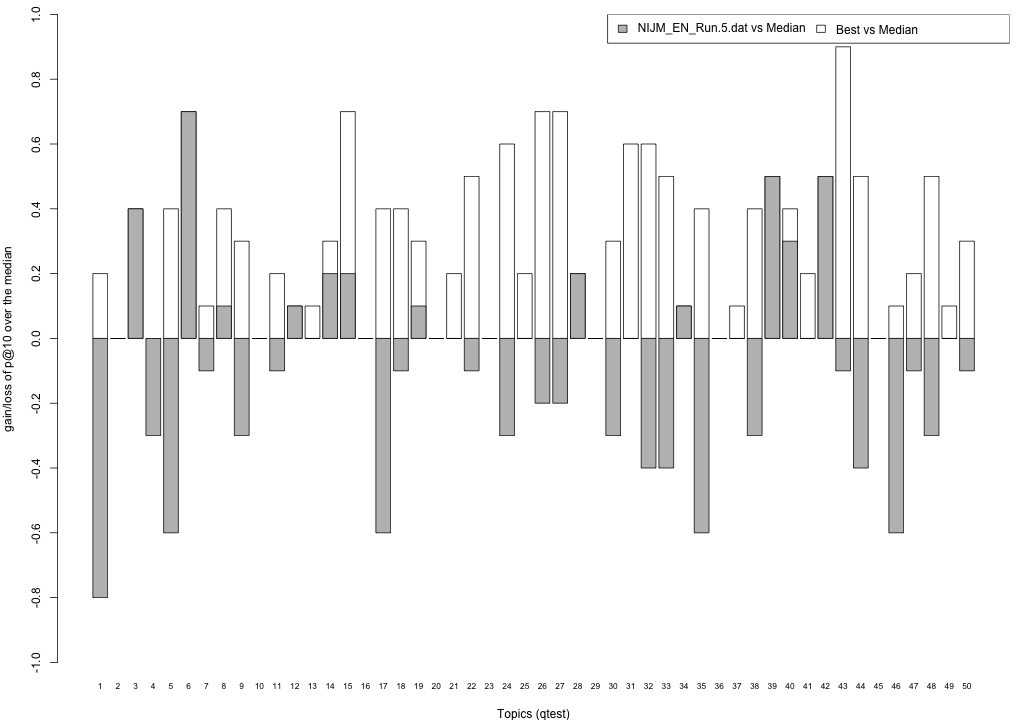 NIJM_EN_Run.5.dat vs Median Best vs Median
gain/loss of p@10 over the median
1.0
0.8
0.6
0.4
0.2
0.0
-0.2
-0.4
-0.6
-0.8
-1.0
1 2 3 4 5 6 7 8 9 10 11 12 13 14 15 16 17 18 19 20 21 22 23 24 25 26 27 28 29 30 31 32 33 34 35 36 37 38 39 40 41 42 43 44 45 46 47 48 49 50
Topics (qtest)